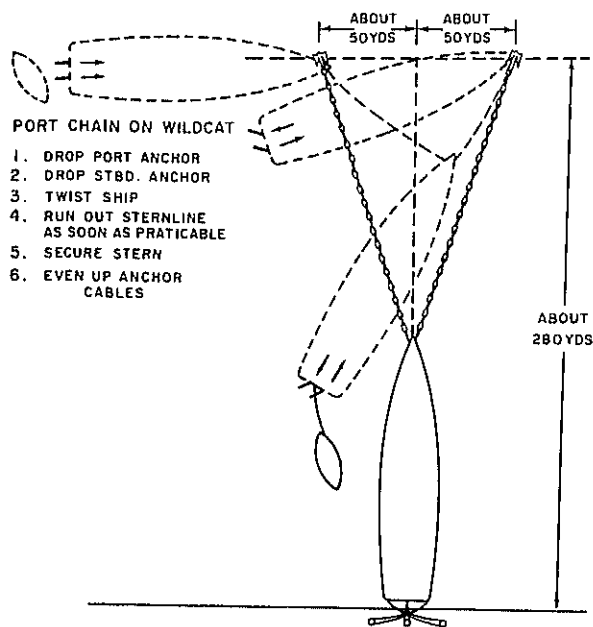 ABOUT
50YDS
ABOUT
50YDS
PORT CHAIN ON WILDCAT
1. DROP PORT ANCHOR
2. DROP STBD. ANCHOR
3. TWIST SHIP
4. RUN OUT STERNLINE
AS SOON AS PRATICABLE
5. SECURE STERN
6. EVEN UP ANCHOR
CABLES
ABOUT
280YDS